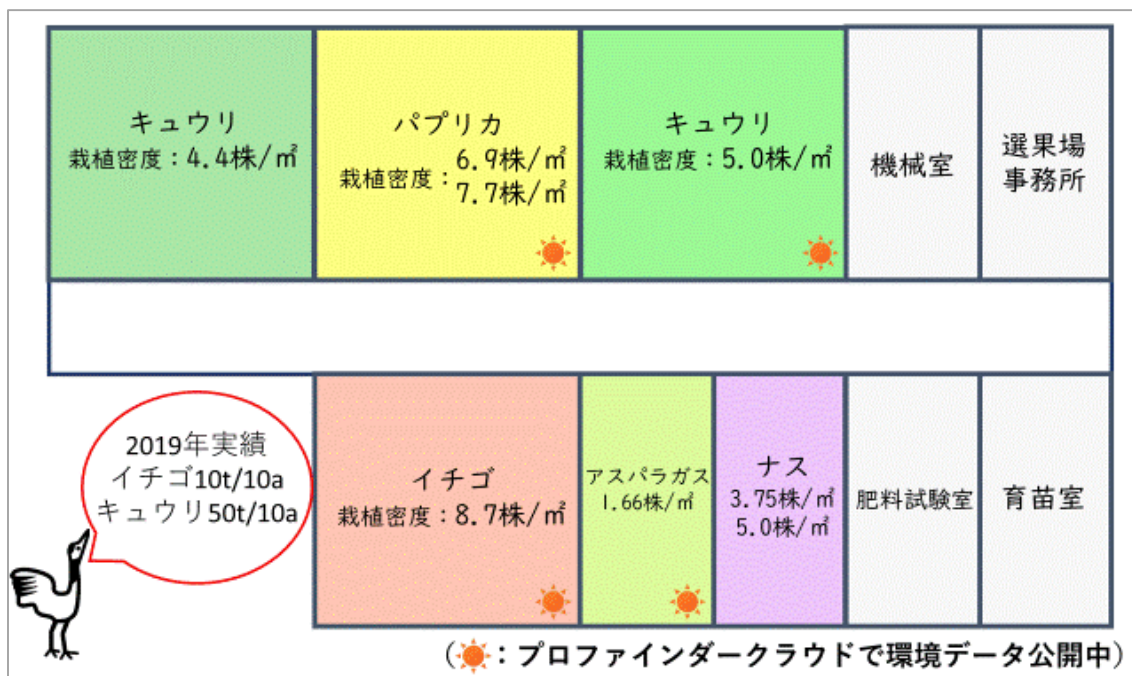 キュウリ
栽植密度：4.4株/㎡
パプリカ
栽植密度：
6.9株/㎡
7.7株/㎡
キュウリ
栽植密度：5.0株/㎡
機械室
選果場
事務所
2019年実績
イチゴ10t/10a
キュウリ50t/10a
イチゴ
栽植密度：8.7株/㎡
アスパラガス
1.66株/㎡
ナス
3.75株/㎡
5.0株/㎡
肥料試験室
育苗室
（☀：プロファインダークラウドで環境データ公開中）